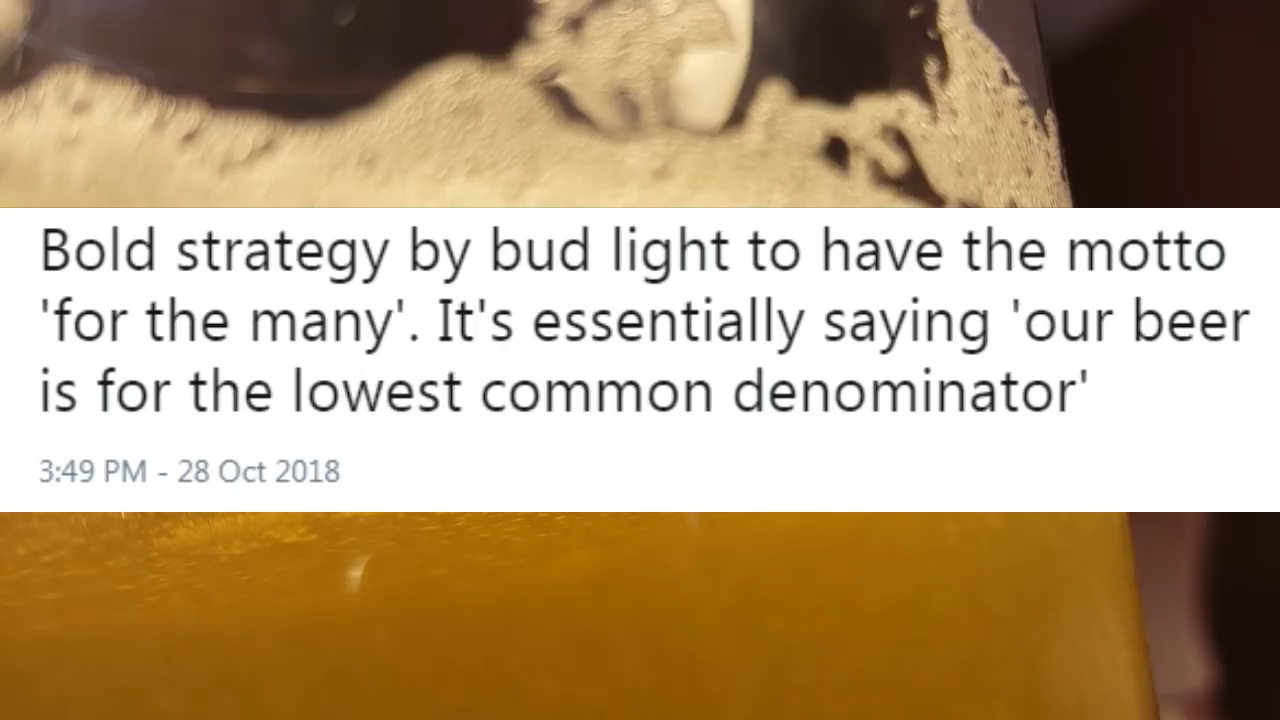 Bold strategy by bud light to have the motto
'for the many'. It's essentially saying 'our beer
is for the lowest common denominator'
3:49 PM - 28 Oct 2018